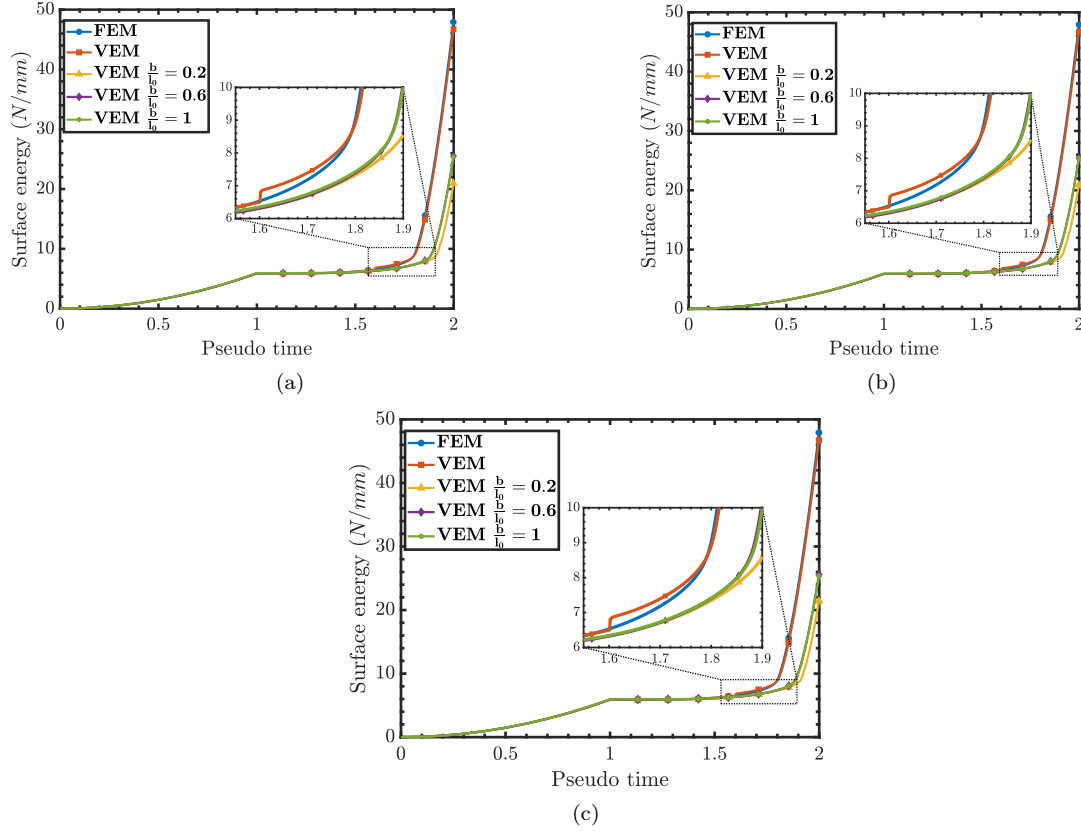 50
40
30
20
10
0
Surface energy (N/mm)
FEM
VEM
VEM b/l₀ = 0.2
VEM b/l₀ = 0.6
VEM b/l₀ = 1
10
9
8
7
6
1.6 1.7 1.8 1.9
0 0.5 1 1.5 2
Pseudo time
(a)
50
40
30
20
10
0
Surface energy (N/mm)
FEM
VEM
VEM b/l₀ = 0.2
VEM b/l₀ = 0.6
VEM b/l₀ = 1
10
9
8
7
6
1.6 1.7 1.8 1.9
0 0.5 1 1.5 2
Pseudo time
(b)
50
40
30
20
10
0
Surface energy (N/mm)
FEM
VEM
VEM b/l₀ = 0.2
VEM b/l₀ = 0.6
VEM b/l₀ = 1
10
9
8
7
6
1.6 1.7 1.8 1.9
0 0.5 1 1.5 2
Pseudo time
(c)